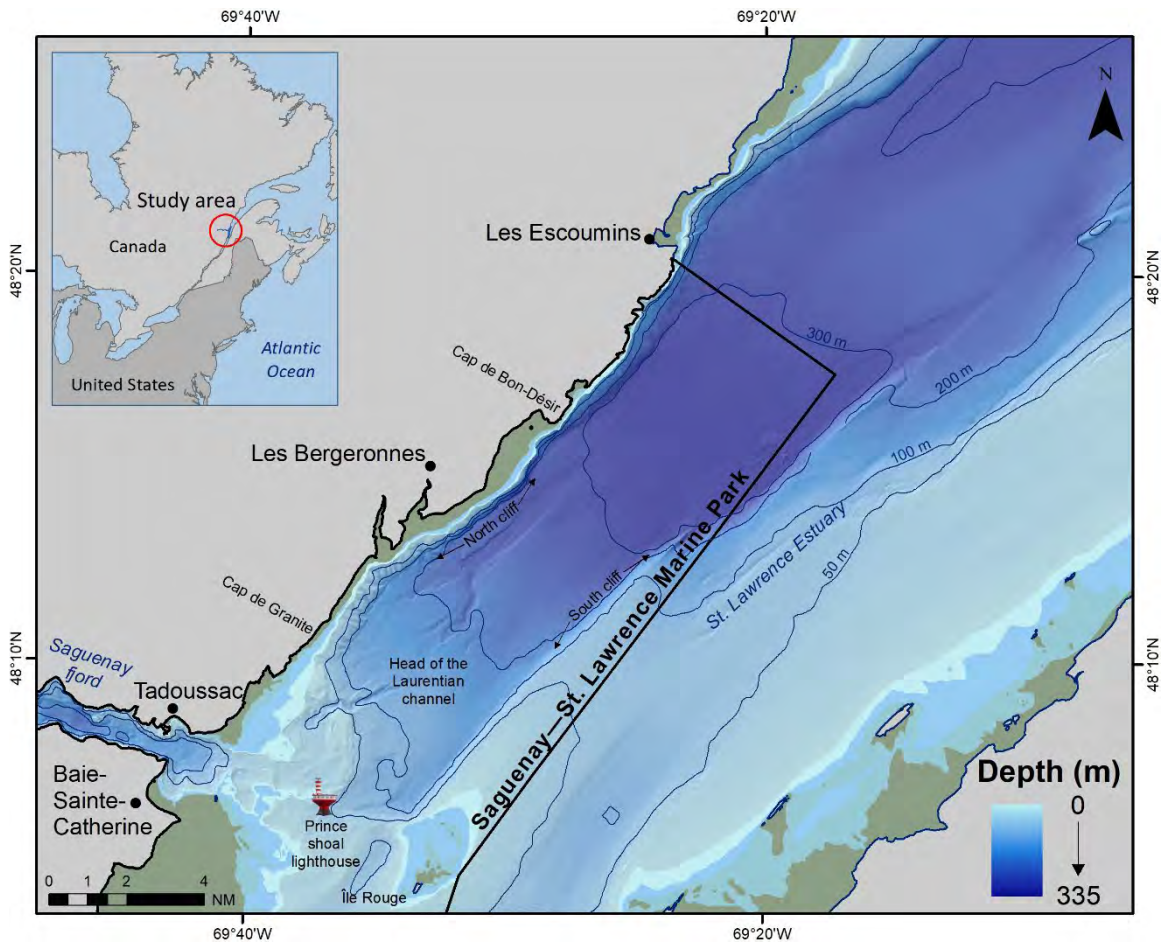 69°40'W
69°20'W
N
Study area
Canada
United States
Atlantic
Ocean
48°20'N
48°20'N
Les Escoumins
300 m
200 m
100 m
50 m
Cap de Bon-Désir
Les Bergeronnes
North cliff
South cliff
Saguenay—St. Lawrence Marine Park
St. Lawrence Estuary
Cap de Granite
48°10'N
48°10'N
Saguenay
fjord
Tadoussac
Head of the
Laurentian
channel
Baie-
Sainte-
Catherine
Prince
shoal
lighthouse
Île Rouge
Depth (m)
0
335
0
1
2
4
NM
69°40'W
69°20'W